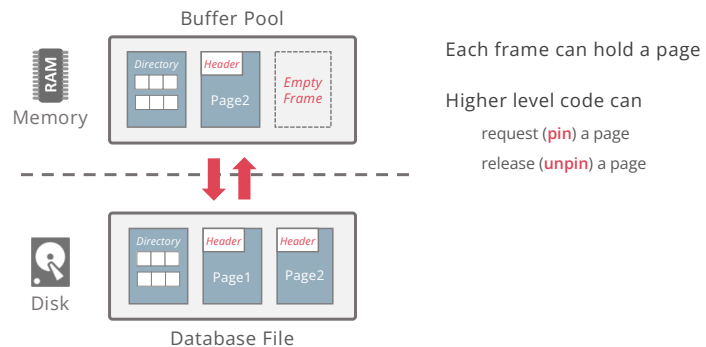 Buffer Pool
RAM
Memory
Directory
Header
Page2
Empty
Frame
Each frame can hold a page
Higher level code can
request (pin) a page
release (unpin) a page
Disk
Directory
Header
Page1
Header
Page2
Database File